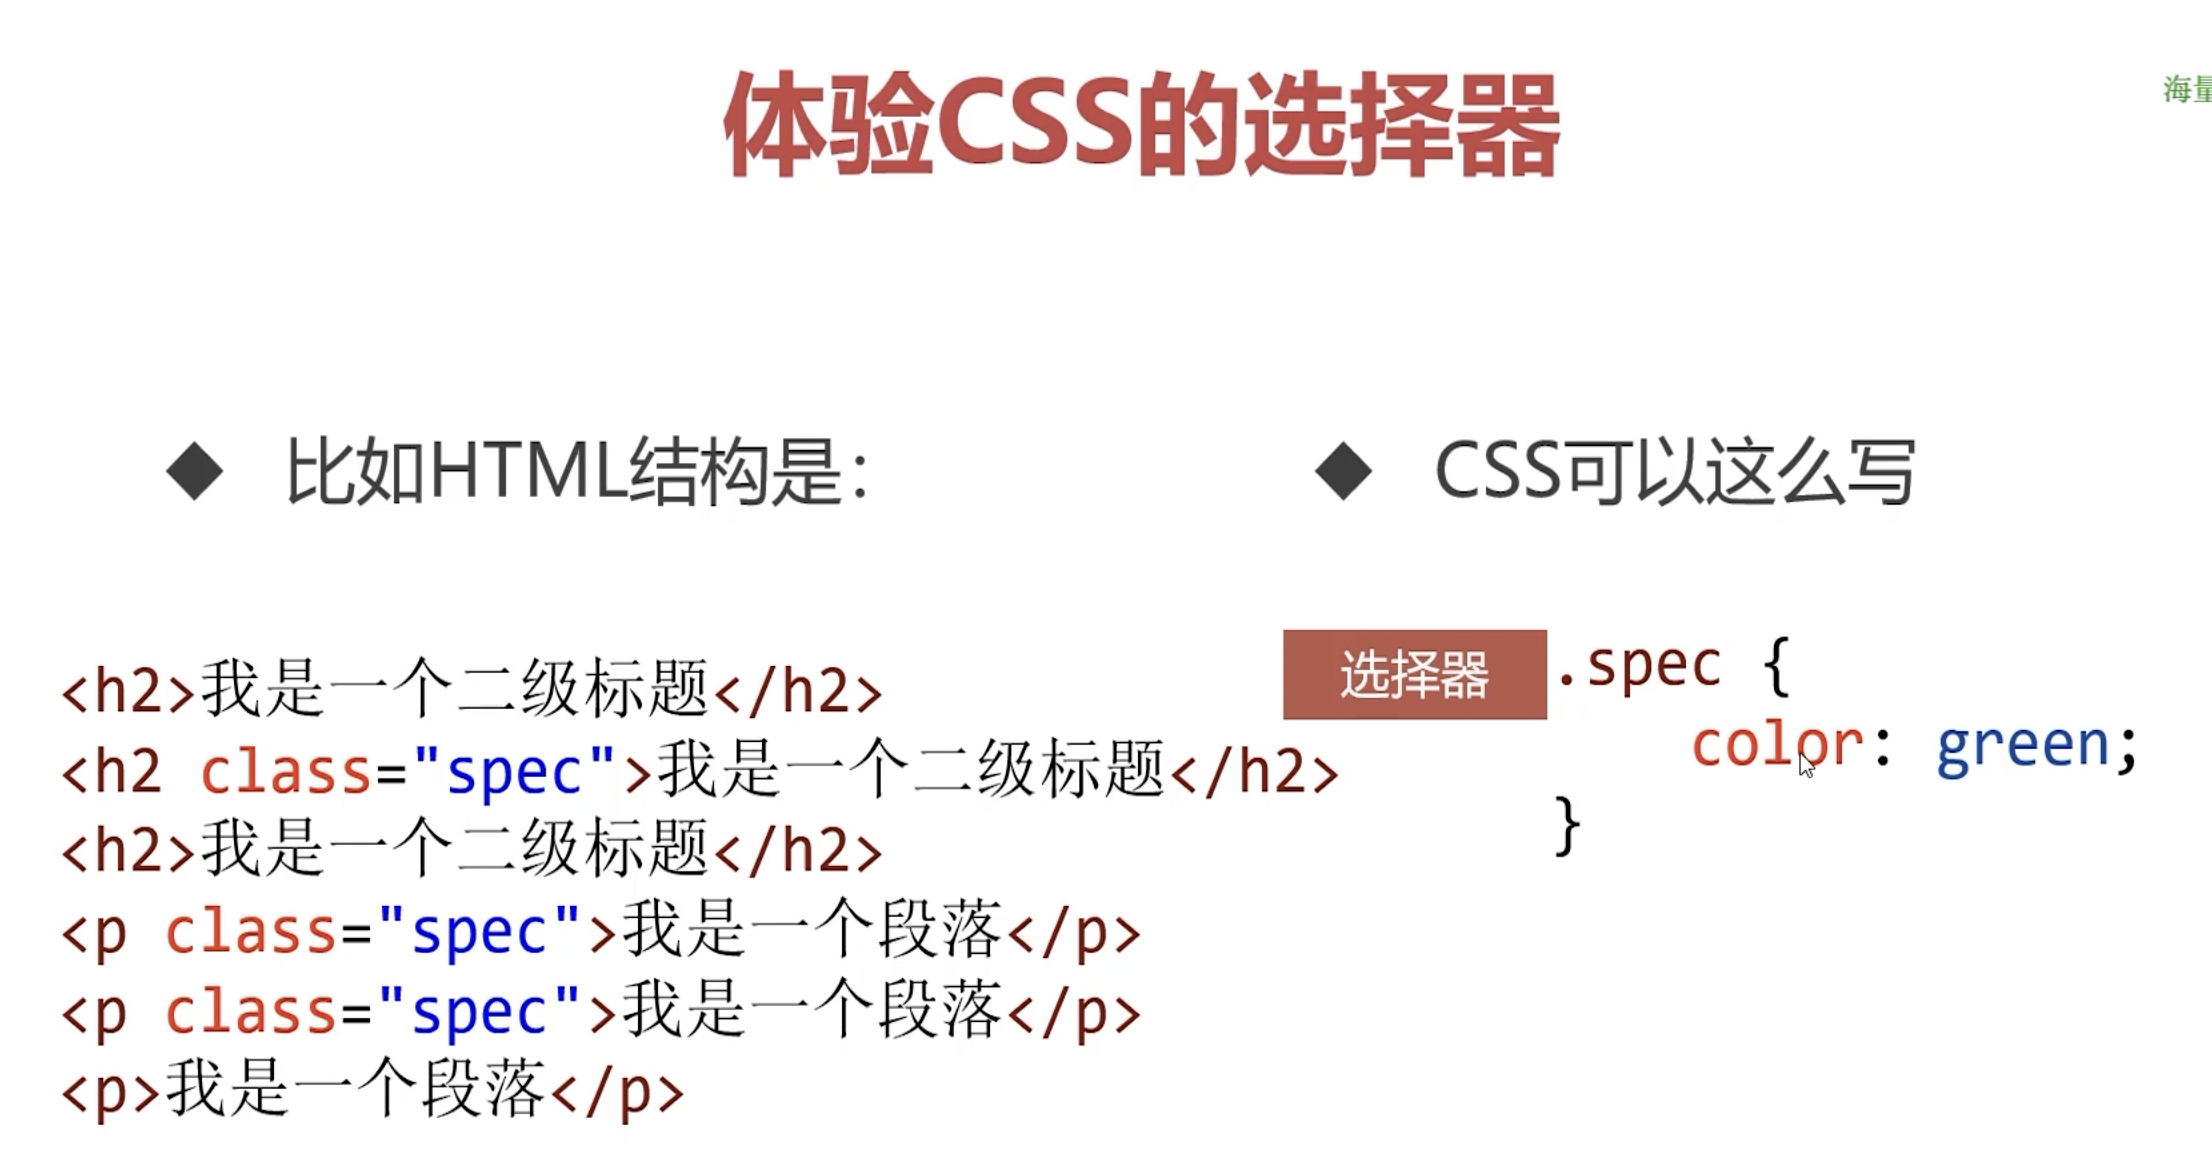 体验CSS的选择器
海量
◆ 比如HTML结构是：
<h2>我是一个二级标题</h2>
<h2 class="spec">我是一个二级标题</h2>
<h2>我是一个二级标题</h2>
<p class="spec">我是一个段落</p>
<p class="spec">我是一个段落</p>
<p>我是一个段落</p>
◆ CSS可以这么写
选择器
.spec {
color: green;
}